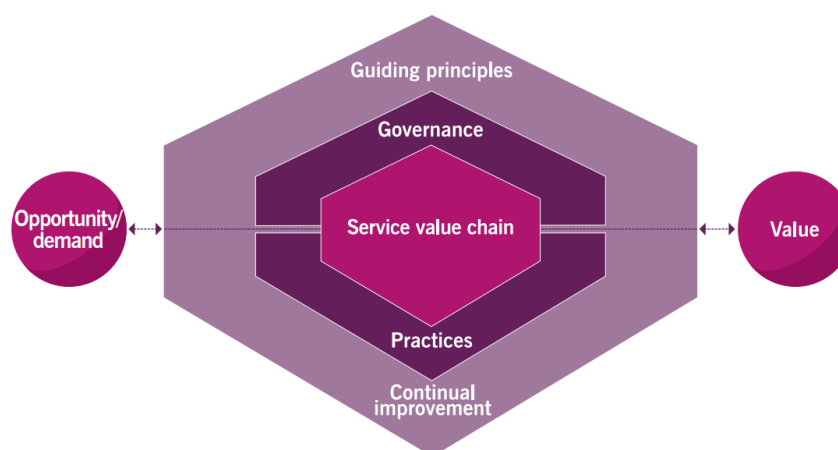 Guiding principles
Governance
Opportunity/
demand
Service value chain
Value
Practices
Continual
improvement